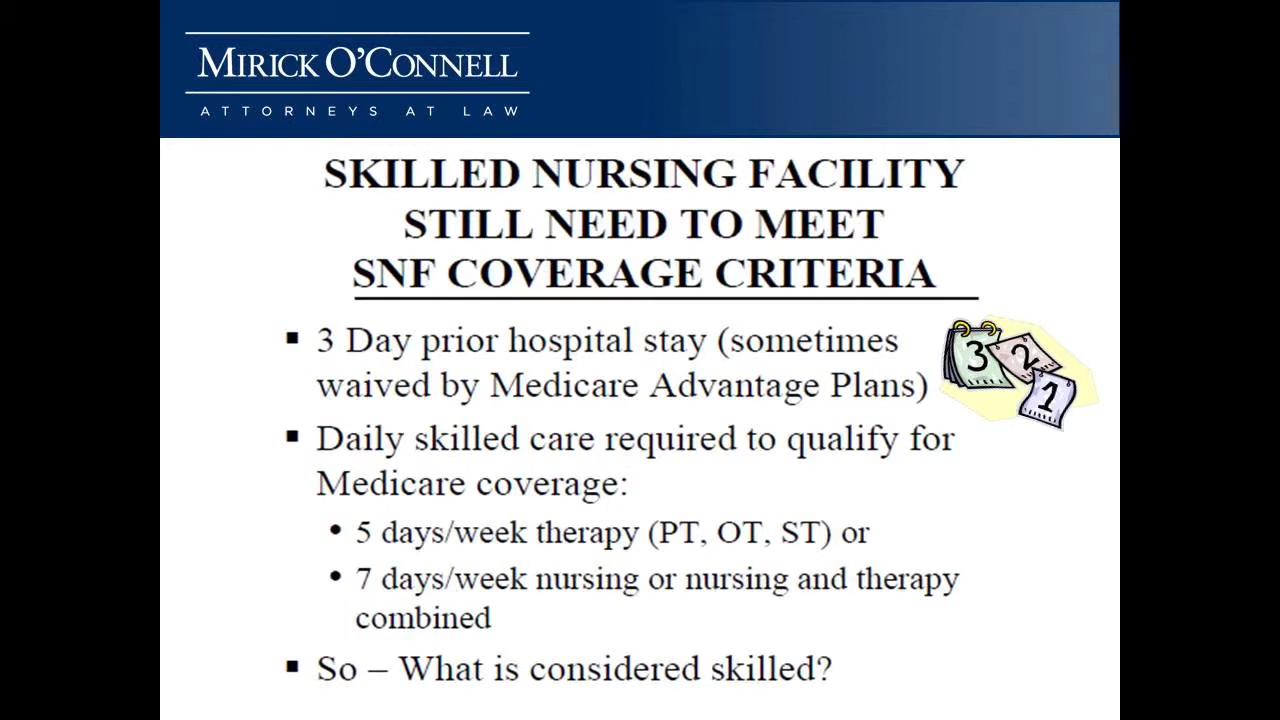 MIRICK O'CONNELL
ATTORNEYS AT LAW
SKILLED NURSING FACILITY
STILL NEED TO MEET
SNF COVERAGE CRITERIA
▪ 3 Day prior hospital stay (sometimes
waived by Medicare Advantage Plans)
3 2 1
▪ Daily skilled care required to qualify for
Medicare coverage:
• 5 days/week therapy (PT, OT, ST) or
• 7 days/week nursing or nursing and therapy
combined
▪ So – What is considered skilled?